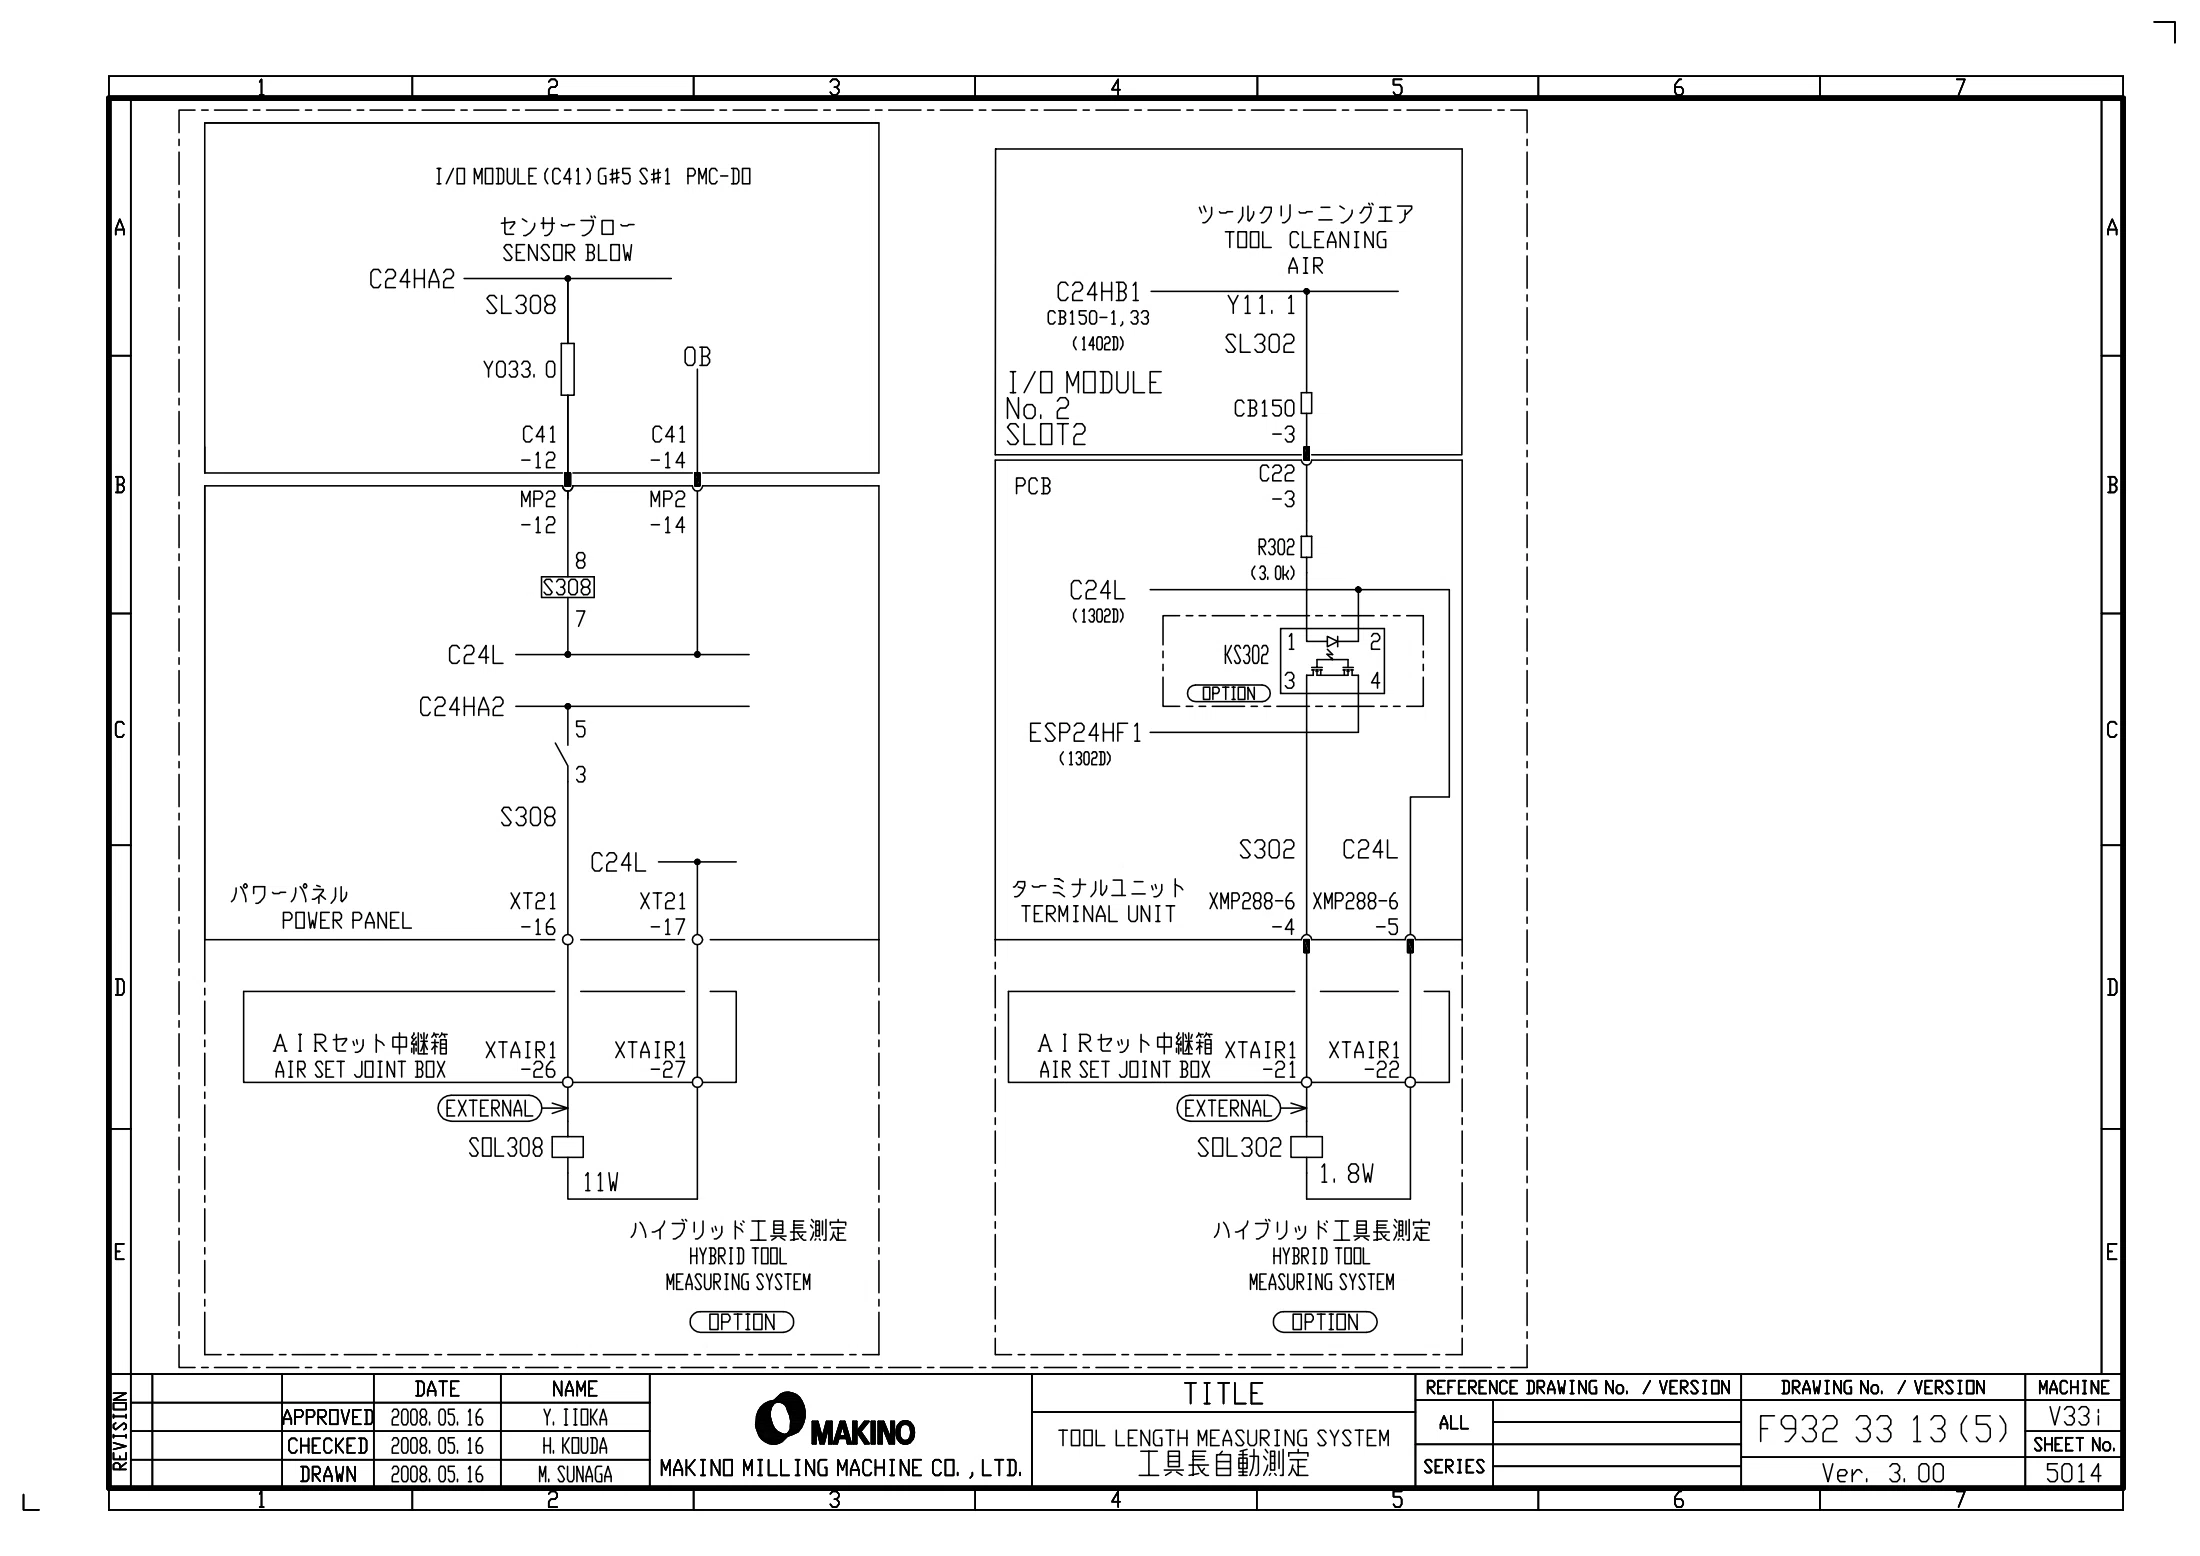 1 2 3 4 5 6 7
A A
B B
C C
D D
E E
I/O MODULE (C41) G#5 S#1 PMC-DO
センサーブロー
SENSOR BLOW
C24HA2
SL308
Y033.0
0B
C41
-12
C41
-14
MP2
-12
MP2
-14
8
S308
7
C24L
C24HA2
5
3
S308
C24L
パワーパネル
POWER PANEL
XT21
-16
XT21
-17
AIRセット中継箱
AIR SET JOINT BOX
XTAIR1
-26
XTAIR1
-27
EXTERNAL
SOL308
11W
ハイブリッド工具長測定
HYBRID TOOL
MEASURING SYSTEM
OPTION
ツールクリーニングエア
TOOL CLEANING
AIR
C24HB1
CB150-1,33
(1402D)
Y11.1
SL302
I/O MODULE
No.2
SLOT2
CB150
-3
PCB
C22
-3
R302
(3.0k)
C24L
(1302D)
KS302
1 2
3 4
OPTION
ESP24HF1
(1302D)
S302 C24L
ターミナルユニット
TERMINAL UNIT
XMP288-6
-4
XMP288-6
-5
AIRセット中継箱
AIR SET JOINT BOX
XTAIR1
-21
XTAIR1
-22
EXTERNAL
SOL302
1.8W
ハイブリッド工具長測定
HYBRID TOOL
MEASURING SYSTEM
OPTION
REVISION
DATE NAME
APPROVED 2008.05.16 Y.IIOKA
CHECKED 2008.05.16 H.KOUDA
DRAWN 2008.05.16 M.SUNAGA
MAKINO
MAKINO MILLING MACHINE CO.,LTD.
TITLE
TOOL LENGTH MEASURING SYSTEM
工具長自動測定
REFERENCE DRAWING No. / VERSION
ALL
SERIES
DRAWING No. / VERSION
F932 33 13(5)
Ver. 3.00
MACHINE
V33i
SHEET No.
5014
1 2 3 4 5 6 7